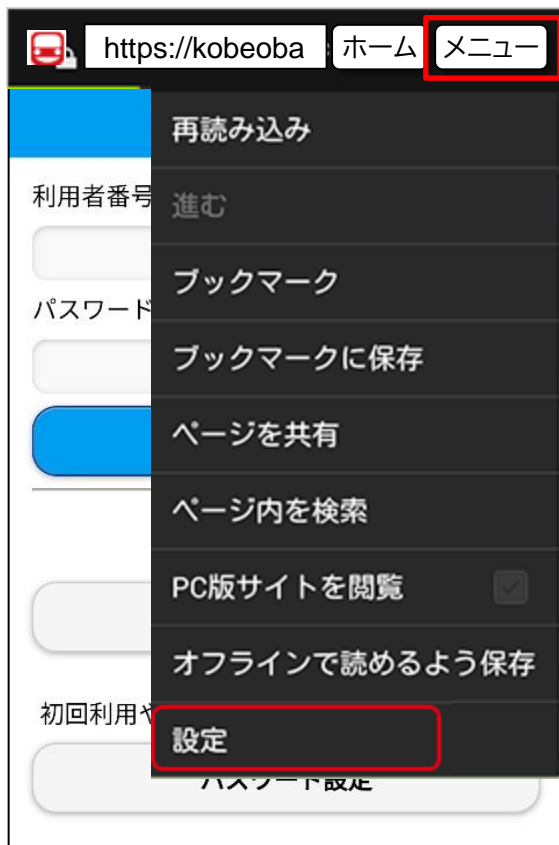 https://kobeoba
ホーム
メニュー
再読み込み
利用者番号
進む
ブックマーク
パスワード
ブックマークに保存
ページを共有
ページ内を検索
PC版サイトを閲覧
オフラインで読めるよう保存
初回利用や
設定
パスワード設定